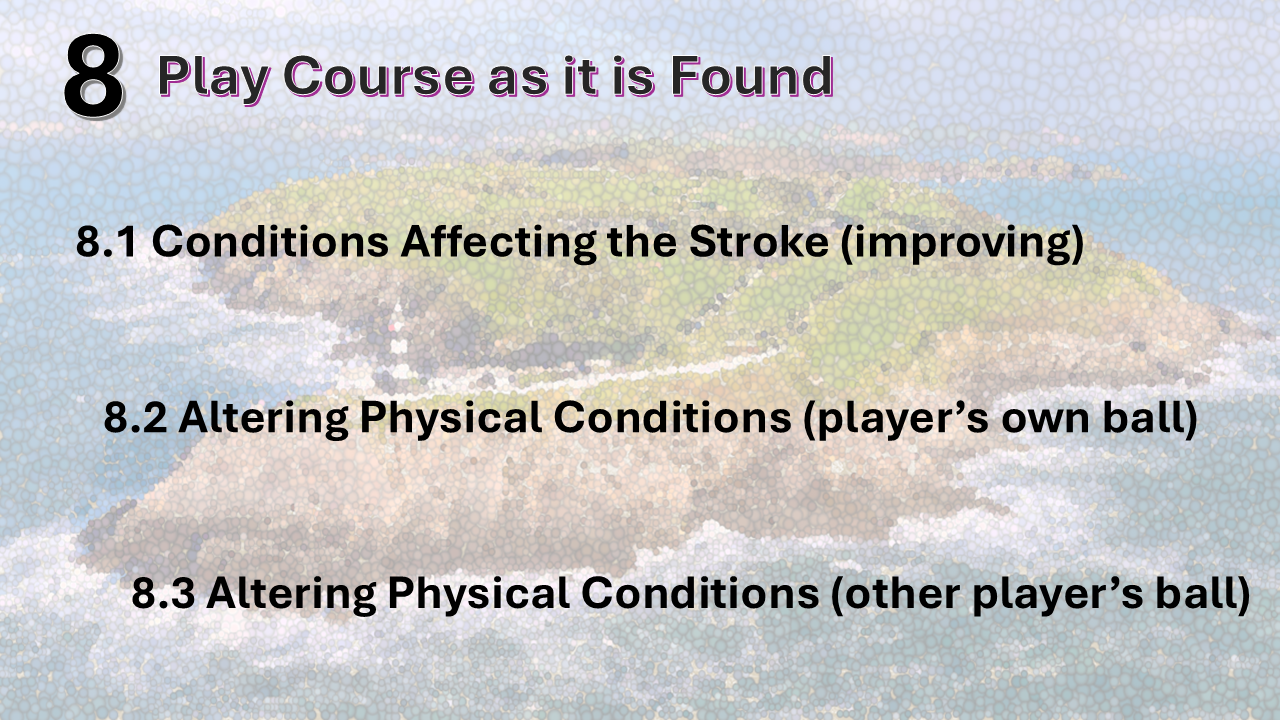 8 Play Course as it is Found
8.1 Conditions Affecting the Stroke (improving)
8.2 Altering Physical Conditions (player’s own ball)
8.3 Altering Physical Conditions (other player’s ball)